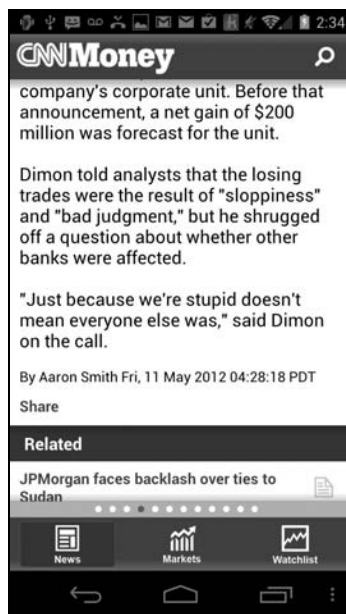 2:34
CNNMoney
company's corporate unit. Before that
announcement, a net gain of $200
million was forecast for the unit.
Dimon told analysts that the losing
trades were the result of "sloppiness"
and "bad judgment," but he shrugged
off a question about whether other
banks were affected.
"Just because we're stupid doesn't
mean everyone else was," said Dimon
on the call.
By Aaron Smith Fri, 11 May 2012 04:28:18 PDT
Share
Related
JPMorgan faces backlash over ties to
Sudan
News Markets Watchlist